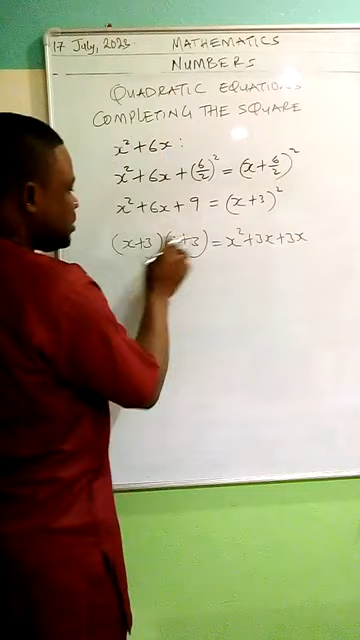 17 July, 2023. MATHEMATICS
NUMBERS
QUADRATIC EQUATIONS
COMPLETING THE SQUARE
x² + 6x :
x² + 6x + (6/2)² = (x + 6/2)²
x² + 6x + 9 = (x + 3)²
(x+3)(x+3) = x² + 3x + 3x